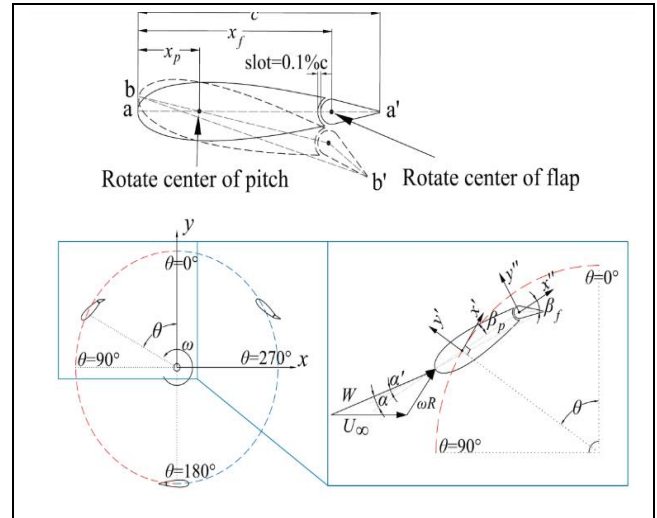 c
x_f
x_p
slot=0.1%c
b
a
a'
b'
Rotate center of pitch
Rotate center of flap
y
θ=0°
θ
ω
θ=90°
θ=270°
x
θ=180°
y''
x''
θ=0°
y'
x'
β_p
β_f
W
α'
α
ωR
U∞
θ
θ=90°